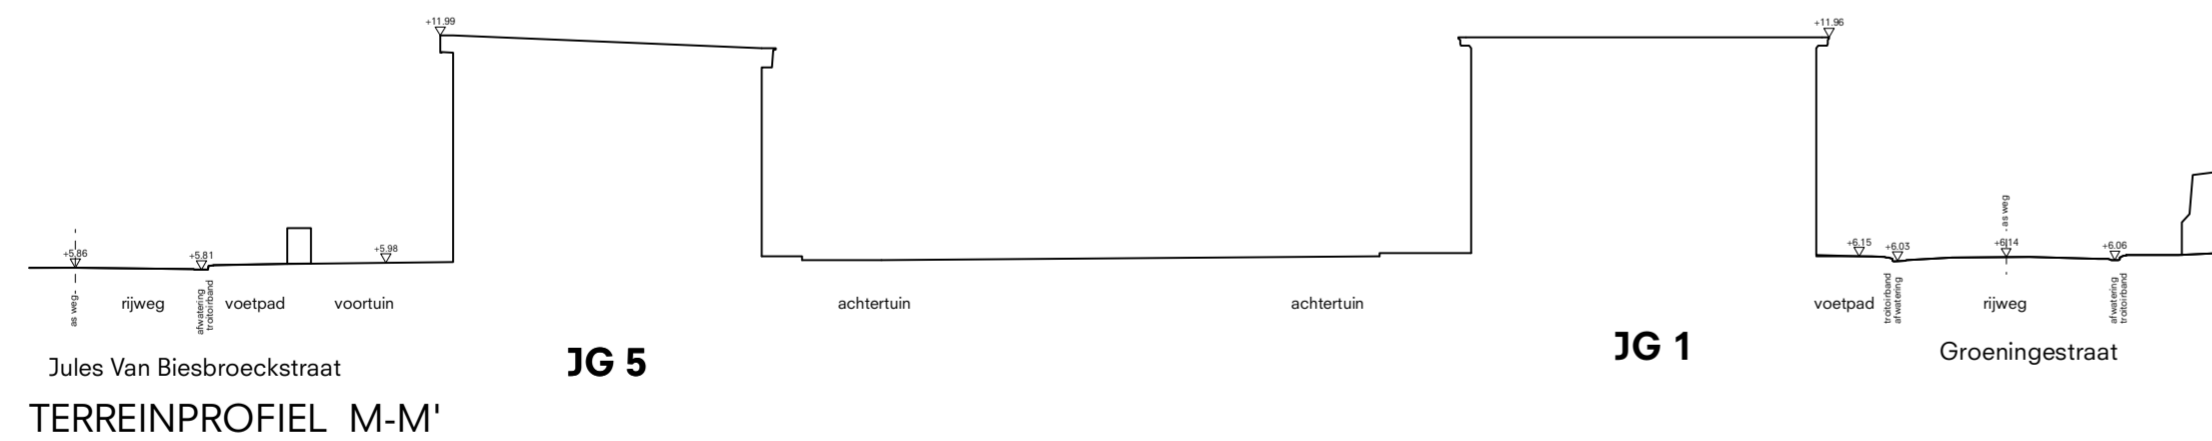 +11.99
+11.96
+5.86
+5.81
+5.98
+6.15
+6.03
+6.14
+6.06
as weg
as weg
rijweg
afwatering
trottoirband
voetpad
voortuin
achtertuin
achtertuin
voetpad
trottoirband
afwatering
rijweg
afwatering
trottoirband
Jules Van Biesbroeckstraat
JG 5
JG 1
Groeningestraat
TERREINPROFIEL M-M'